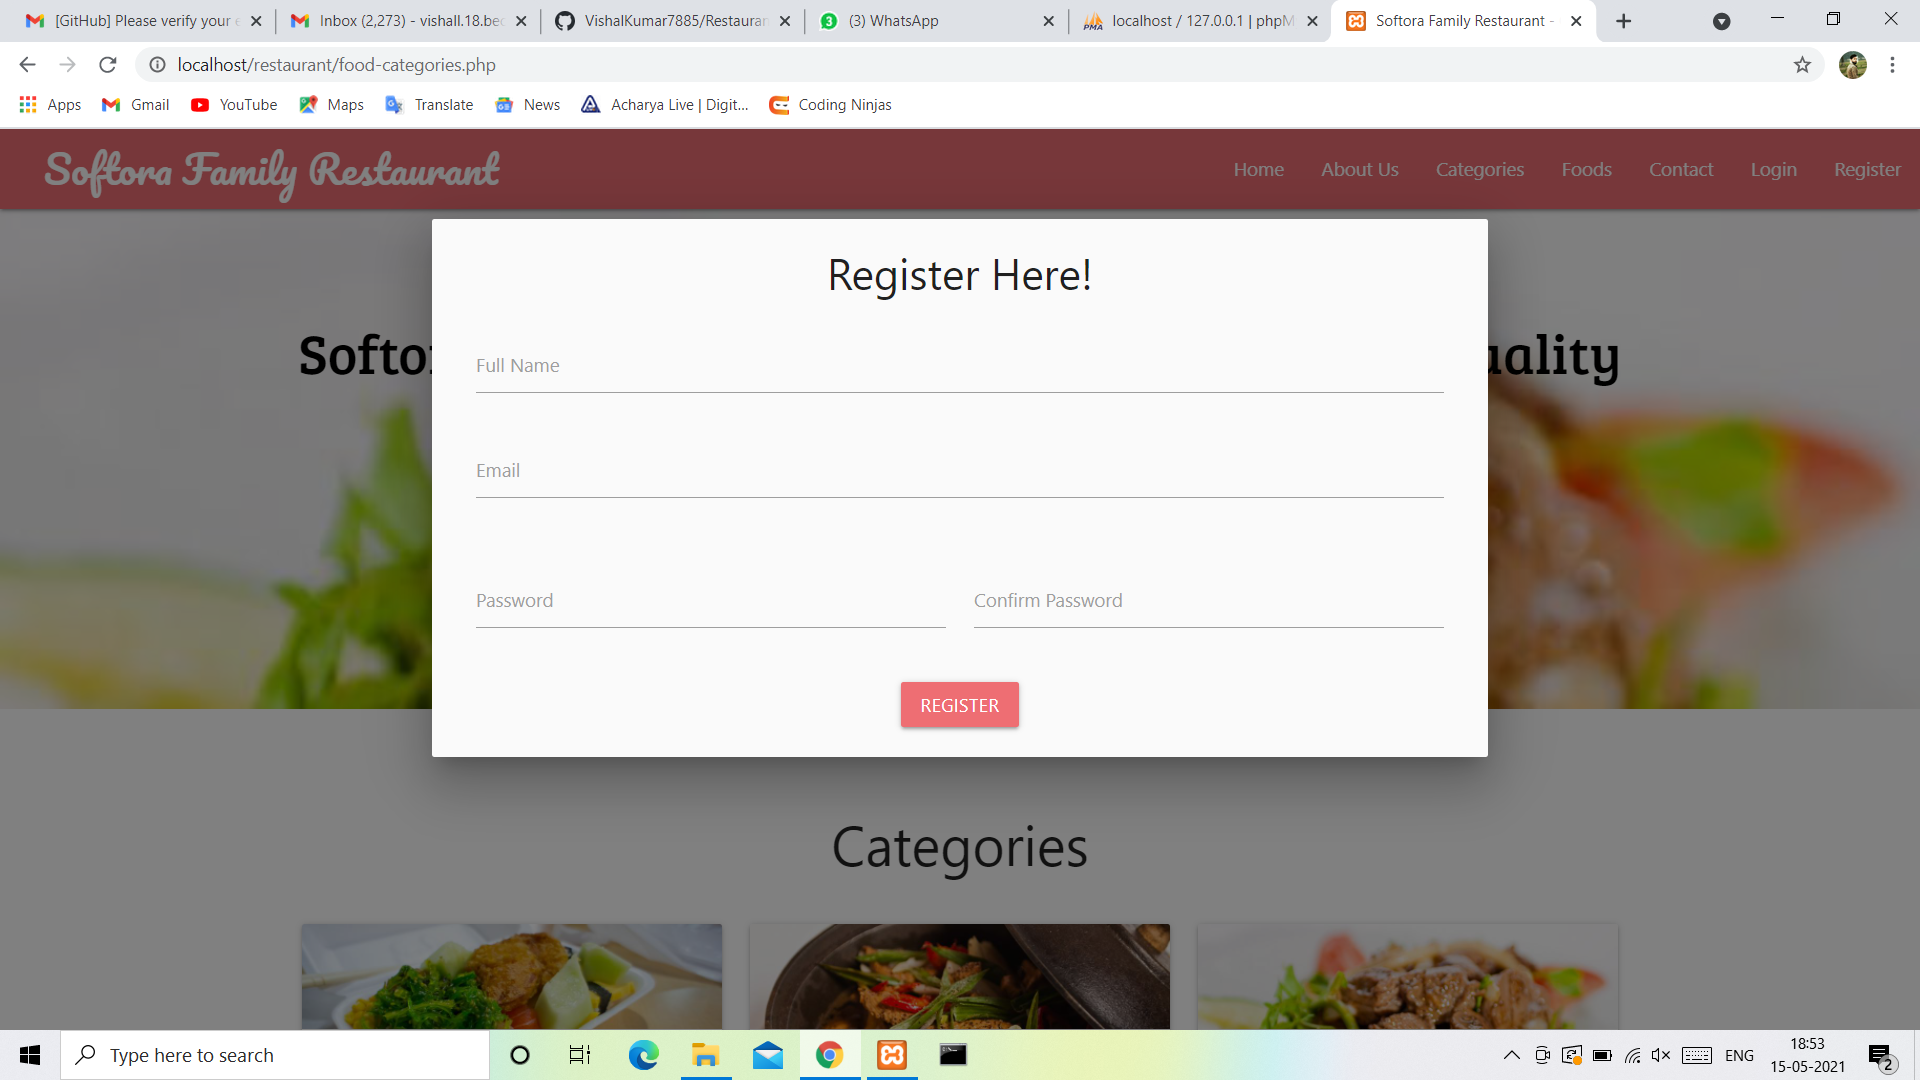 [GitHub] Please verify your
Inbox (2,273) - vishall.18.bec
VishalKumar7885/Restauran
(3) WhatsApp
localhost / 127.0.0.1 | phpM
Softora Family Restaurant -
localhost/restaurant/food-categories.php
Apps
Gmail
YouTube
Maps
Translate
News
Acharya Live | Digit...
Coding Ninjas
Softora Family Restaurant
Home
About Us
Categories
Foods
Contact
Login
Register
Register Here!
Softo
uality
Full Name
Email
Password
Confirm Password
REGISTER
Categories
Type here to search
ENG
18:53
15-05-2021
2